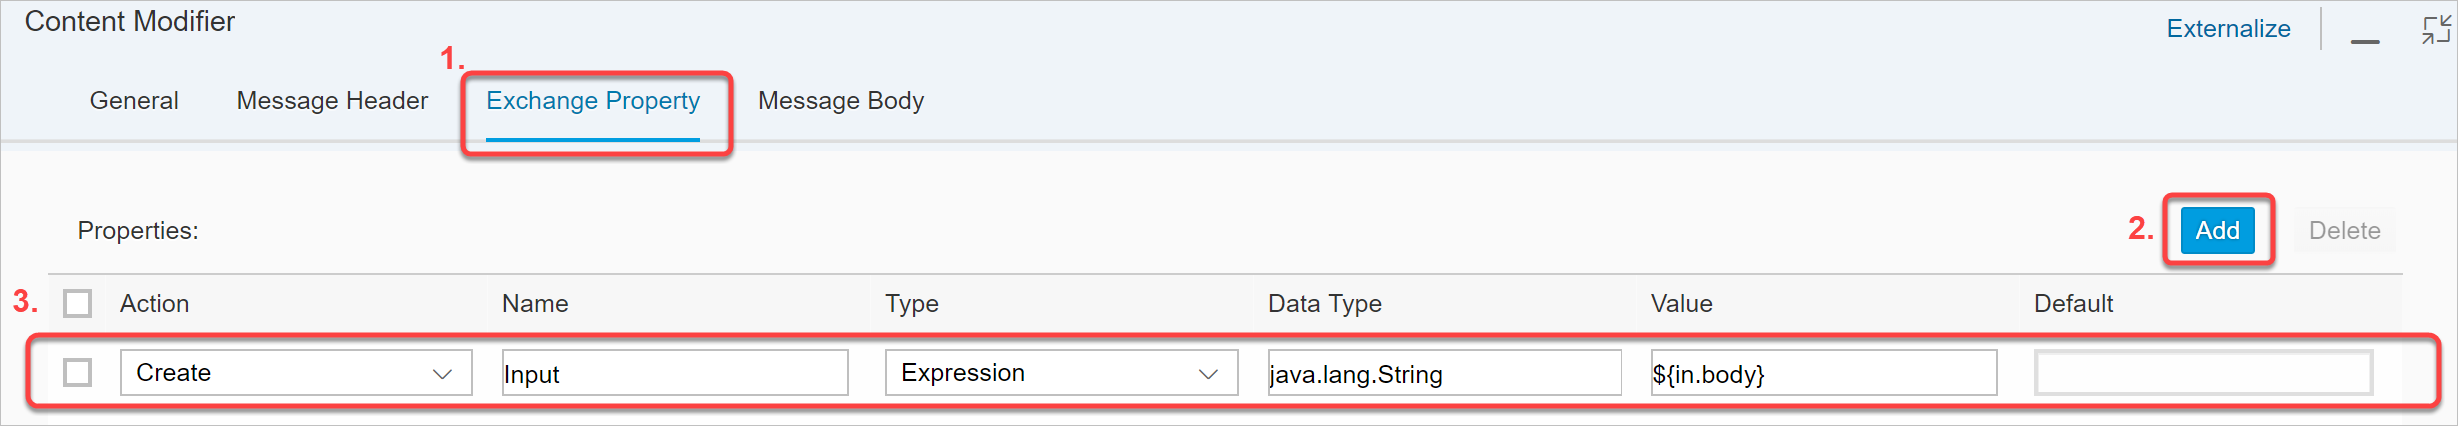 Content Modifier
Externalize
1.
General Message Header Exchange Property Message Body
Properties:
2. Add Delete
3. Action Name Type Data Type Value Default
Create Input Expression java.lang.String ${in.body}